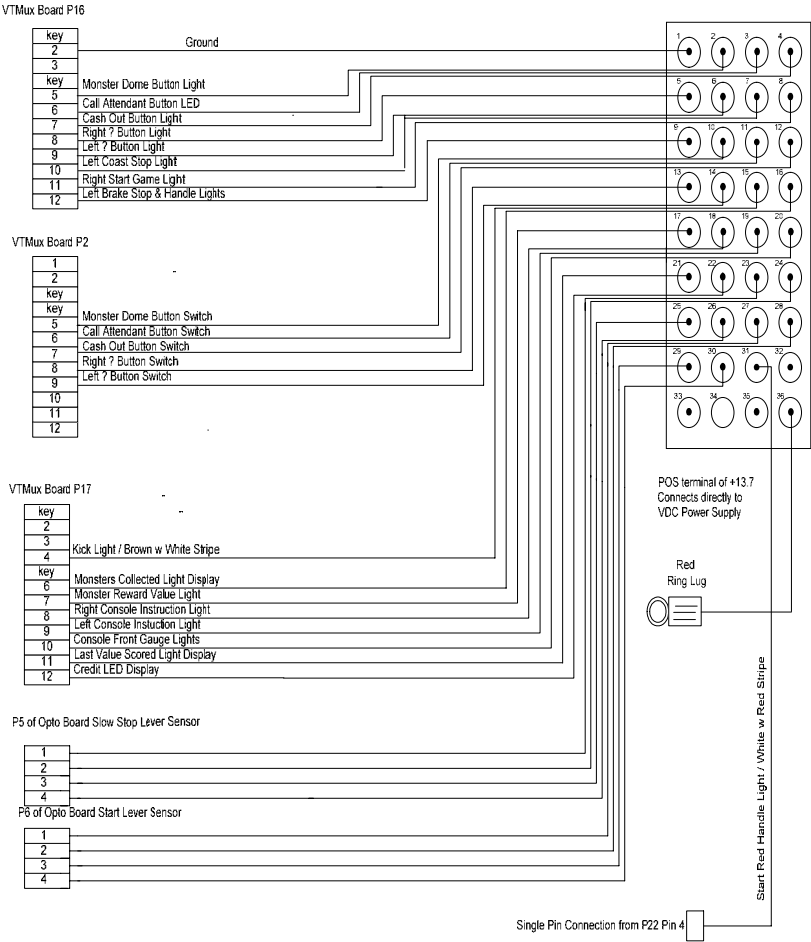 VTMux Board P16
key
2 Ground
3
key
5 Monster Dome Button Light
6 Call Attendant Button LED
7 Cash Out Button Light
8 Right ? Button Light
9 Left ? Button Light
10 Left Coast Stop Light
11 Right Start Game Light
12 Left Brake Stop & Handle Lights
VTMux Board P2
1
2
key
key
5 Monster Dome Button Switch
6 Call Attendant Button Switch
7 Cash Out Button Switch
8 Right ? Button Switch
9 Left ? Button Switch
10
11
12
VTMux Board P17
key
2
3
4 Kick Light / Brown w White Stripe
key
6 Monsters Collected Light Display
7 Monster Reward Value Light
8 Right Console Instruction Light
9 Left Console Instuction Light
10 Console Front Gauge Lights
11 Last Value Scored Light Display
12 Credit LED Display
P5 of Opto Board Slow Stop Lever Sensor
1
2
3
4
P6 of Opto Board Start Lever Sensor
1
2
3
4
1 2 3 4
5 6 7 8
9 10 11 12
13 14 15 16
17 18 19 20
21 22 23 24
25 26 27 28
29 30 31 32
33 34 35 36
POS terminal of +13.7
Connects directly to
VDC Power Supply
Red
Ring Lug
Start Red Handle Light / White w Red Stripe
Single Pin Connection from P22 Pin 4